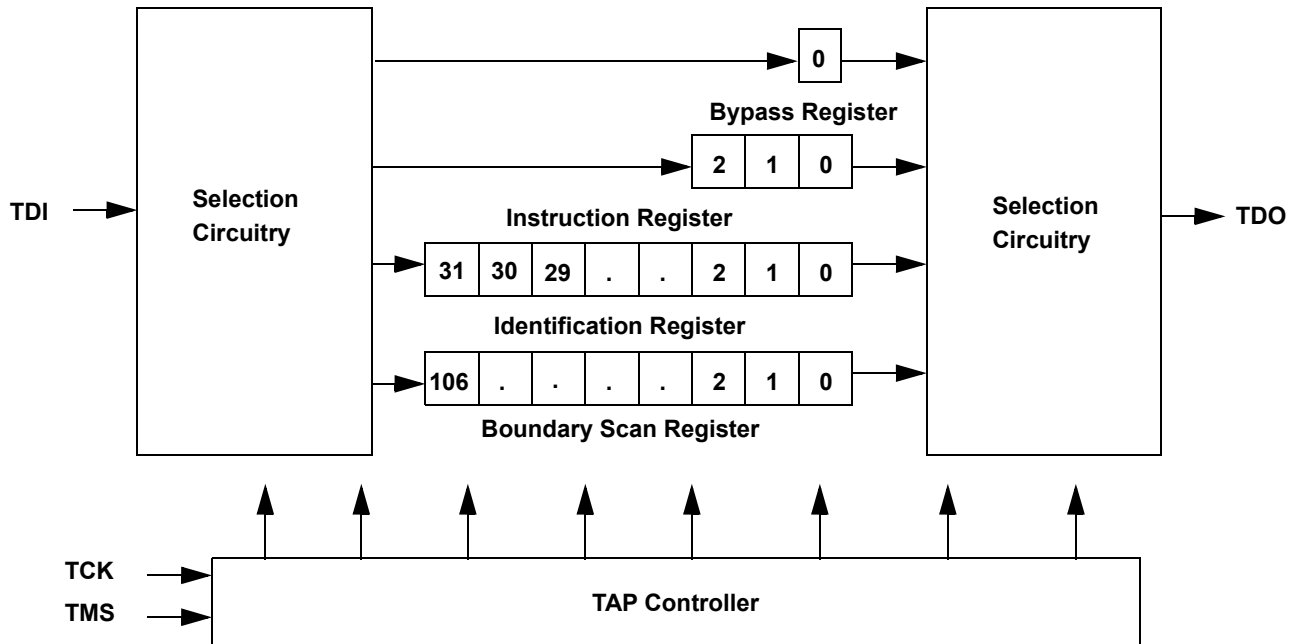 0
Bypass Register
2 1 0
Selection
Circuitry
Selection
Circuitry
TDI
TDO
Instruction Register
31 30 29 . . 2 1 0
Identification Register
106 . . . . 2 1 0
Boundary Scan Register
TCK
TMS
TAP Controller